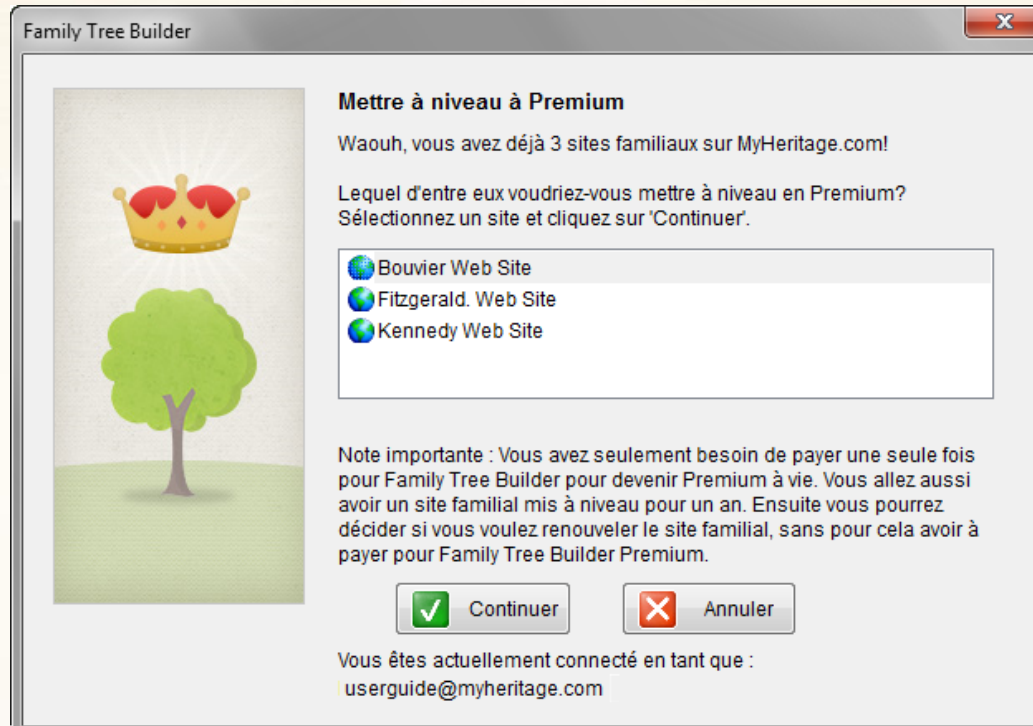 Family Tree Builder
Mettre à niveau à Premium
Waouh, vous avez déjà 3 sites familiaux sur MyHeritage.com!
Lequel d'entre eux voudriez-vous mettre à niveau en Premium?
Sélectionnez un site et cliquez sur 'Continuer'.
Bouvier Web Site
Fitzgerald. Web Site
Kennedy Web Site
Note importante : Vous avez seulement besoin de payer une seule fois
pour Family Tree Builder pour devenir Premium à vie. Vous allez aussi
avoir un site familial mis à niveau pour un an. Ensuite vous pourrez
décider si vous voulez renouveler le site familial, sans pour cela avoir à
payer pour Family Tree Builder Premium.
Continuer
Annuler
Vous êtes actuellement connecté en tant que :
userguide@myheritage.com